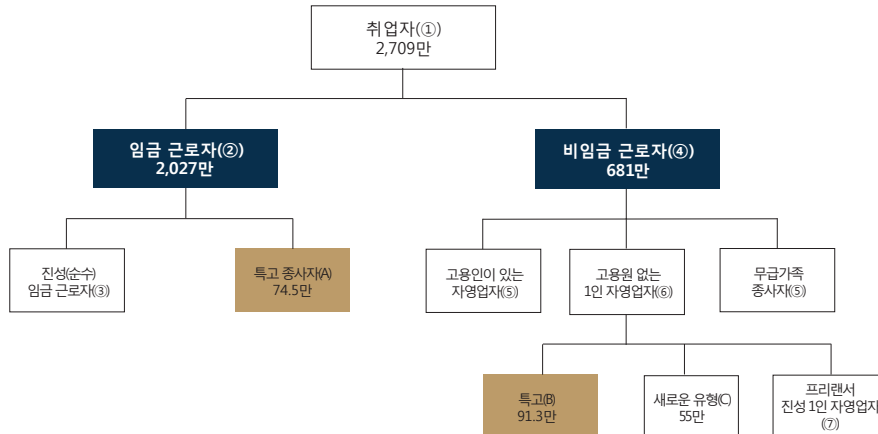 취업자(①)
2,709만
임금 근로자(②)
2,027만
비임금 근로자(④)
681만
진성(순수)
임금 근로자(③)
특고 종사자(A)
74.5만
고용인이 있는
자영업자(⑤)
고용원 없는
1인 자영업자(⑥)
무급가족
종사자(⑤)
특고(B)
91.3만
새로운 유형(C)
55만
프리랜서
진성 1인 자영업자
(⑦)